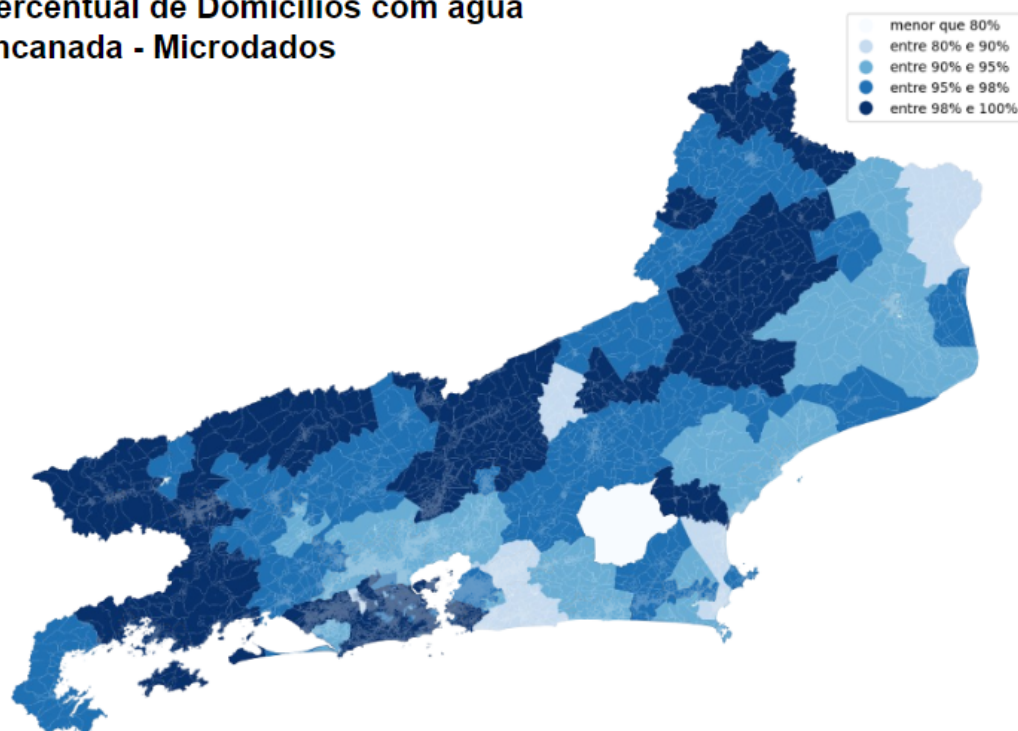 ercentual de Domicílios com água
ncanada - Microdados
menor que 80%
entre 80% e 90%
entre 90% e 95%
entre 95% e 98%
entre 98% e 100%